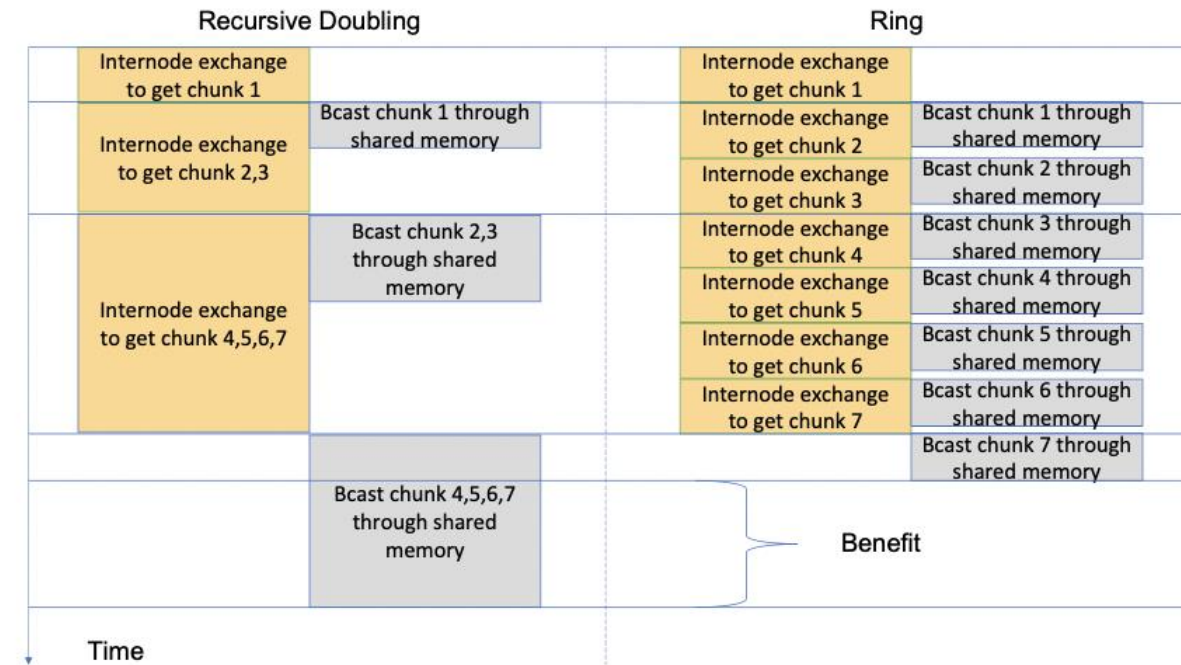 Recursive Doubling
Internode exchange
to get chunk 1
Bcast chunk 1 through
shared memory
Internode exchange
to get chunk 2,3
Bcast chunk 2,3
through shared
memory
Internode exchange
to get chunk 4,5,6,7
Bcast chunk 4,5,6,7
through shared
memory
Ring
Internode exchange
to get chunk 1
Internode exchange
to get chunk 2
Bcast chunk 1 through
shared memory
Internode exchange
to get chunk 3
Bcast chunk 2 through
shared memory
Internode exchange
to get chunk 4
Bcast chunk 3 through
shared memory
Internode exchange
to get chunk 5
Bcast chunk 4 through
shared memory
Internode exchange
to get chunk 6
Bcast chunk 5 through
shared memory
Internode exchange
to get chunk 7
Bcast chunk 6 through
shared memory
Bcast chunk 7 through
shared memory
Benefit
Time